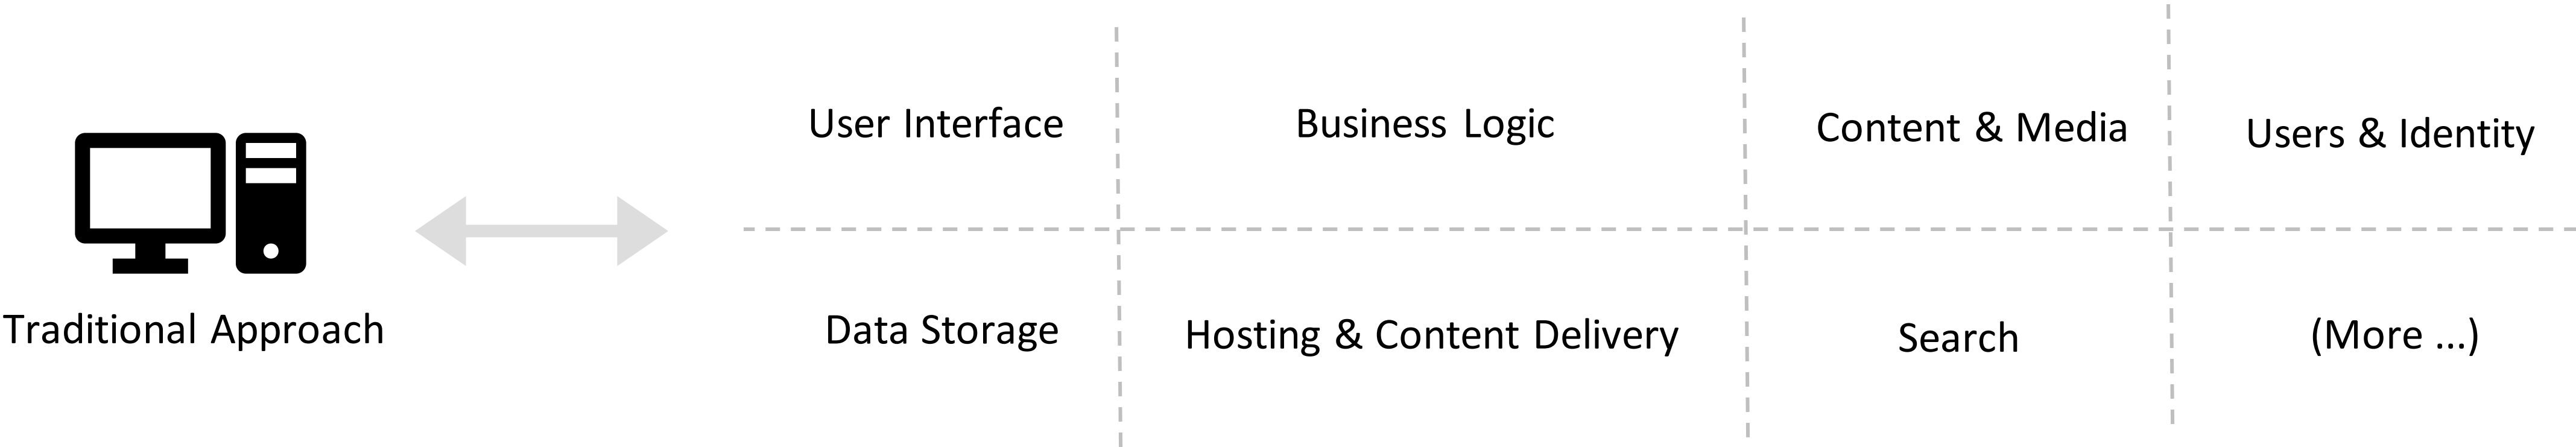 User Interface
Business Logic
Content & Media
Users & Identity
Traditional Approach
Data Storage
Hosting & Content Delivery
Search
(More ...)